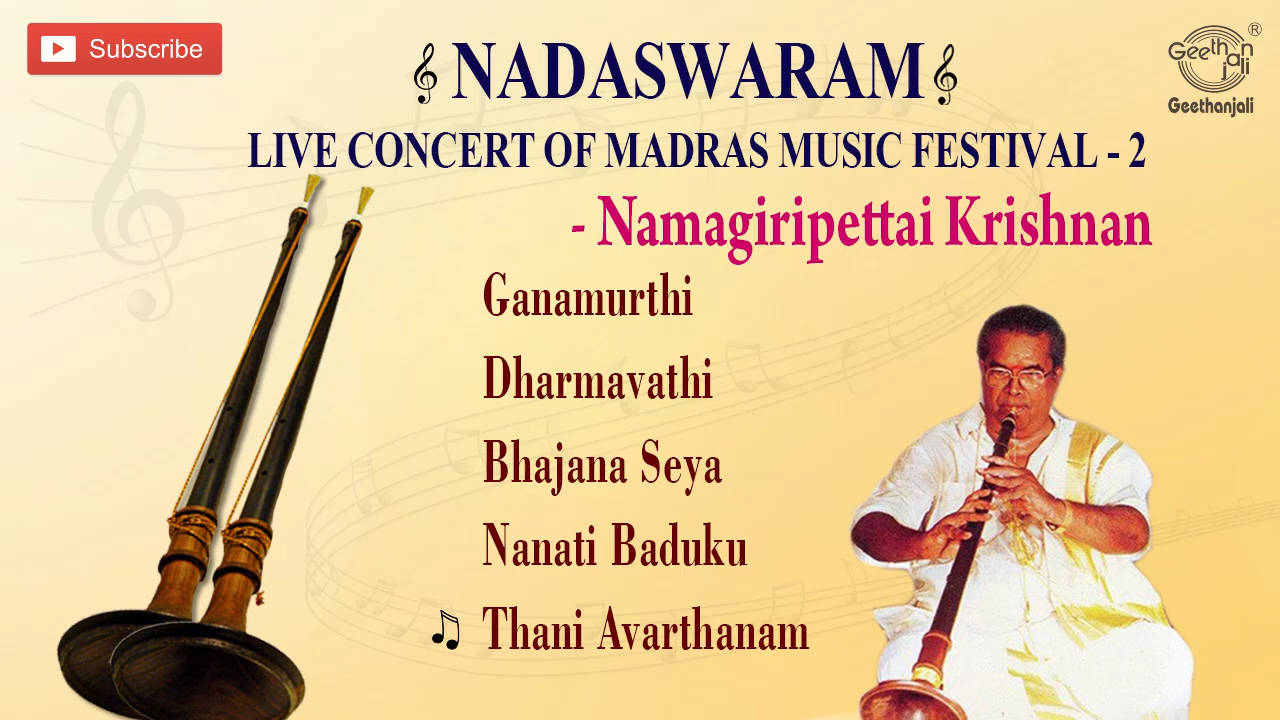 Subscribe
NADASWARAM
Geethanjali ®
Geethanjali
LIVE CONCERT OF MADRAS MUSIC FESTIVAL - 2
- Namagiripettai Krishnan
Ganamurthi
Dharmavathi
Bhajana Seya
Nanati Baduku
Thani Avarthanam